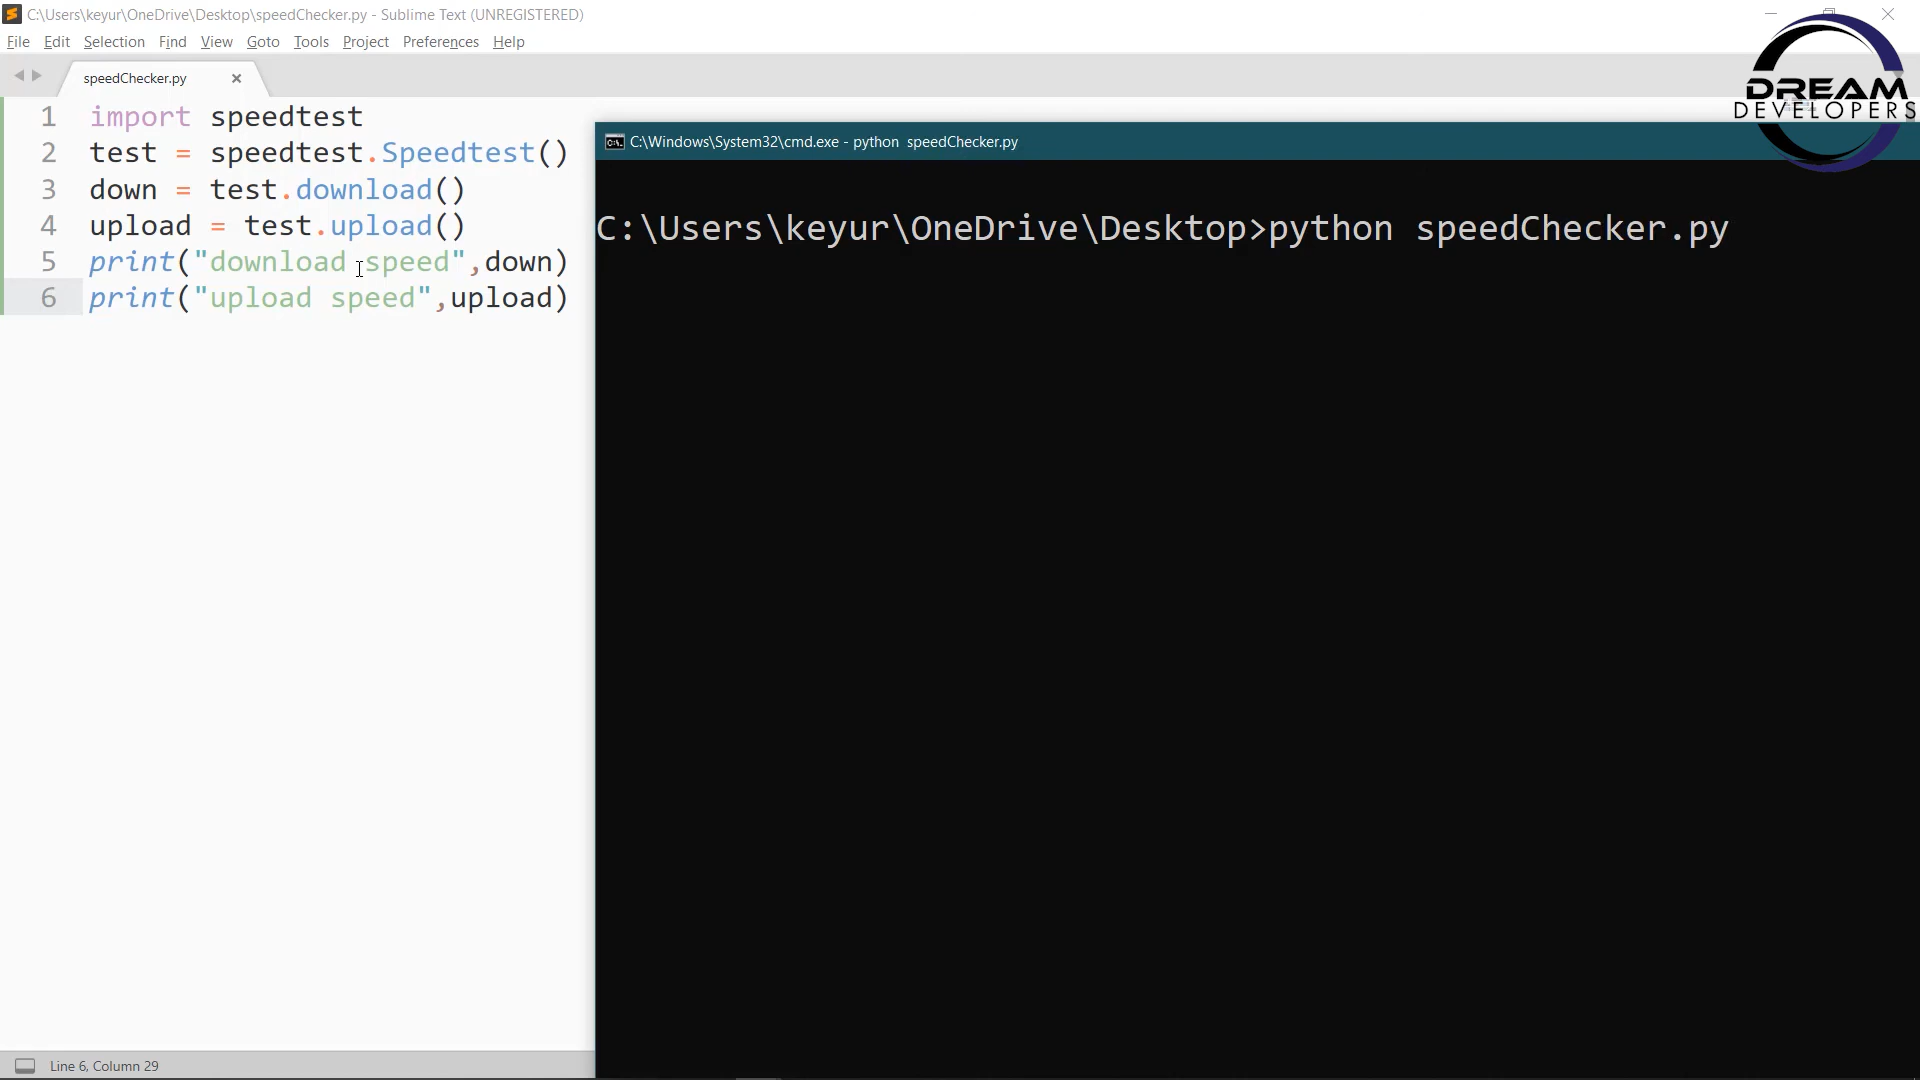 C:\Users\keyur\OneDrive\Desktop\speedChecker.py - Sublime Text (UNREGISTERED)
File Edit Selection Find View Goto Tools Project Preferences Help
DREAM
DEVELOPERS
speedChecker.py
1 import speedtest
2 test = speedtest.Speedtest()
3 down = test.download()
4 upload = test.upload()
5 print("download speed",down)
6 print("upload speed",upload)
C:\Windows\System32\cmd.exe - python  speedChecker.py
C:\Users\keyur\OneDrive\Desktop>python speedChecker.py
Line 6, Column 29